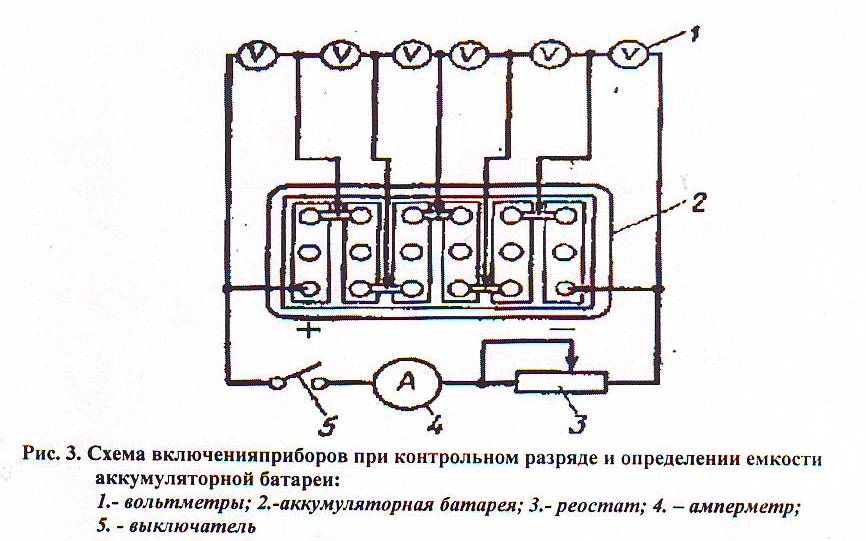 V V V V V V 1
2
+ −
A
5 4 3
Рис. 3. Схема включенияприборов при контрольном разряде и определении емкости
аккумуляторной батареи:
1.- вольтметры; 2.-аккумуляторная батарея; 3.- реостат; 4. – амперметр;
5. - выключатель